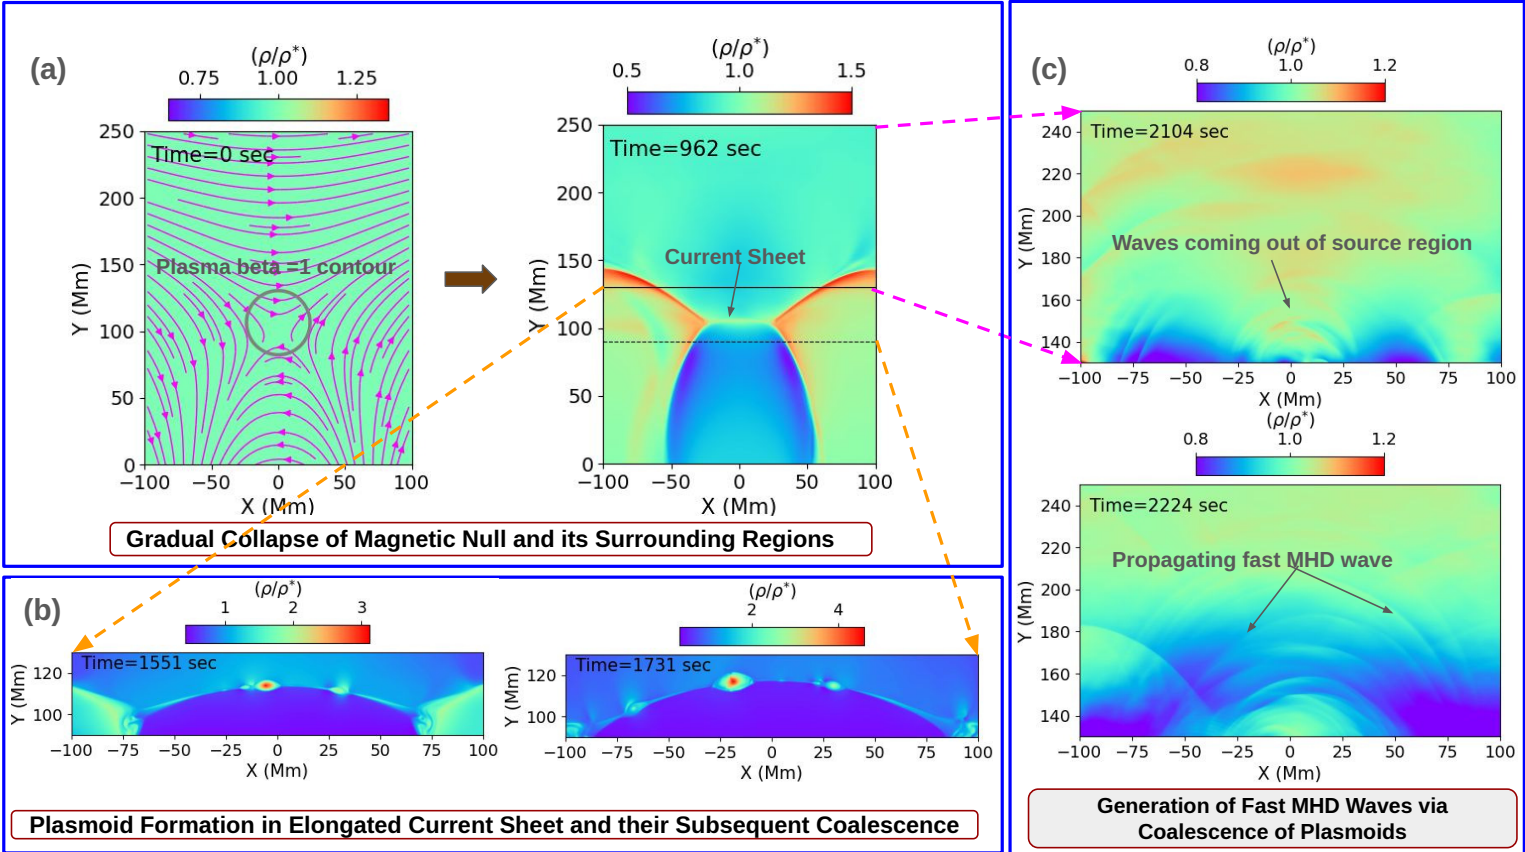 (a)
(ρ/ρ*)
0.75 1.00 1.25
250
200
150
100
50
0
Y (Mm)
Time=0 sec
Plasma beta =1 contour
−100 −50 0 50 100
X (Mm)
(ρ/ρ*)
0.5 1.0 1.5
250
200
150
100
50
0
Y (Mm)
Time=962 sec
Current Sheet
−100 −50 0 50 100
X (Mm)
Gradual Collapse of Magnetic Null and its Surrounding Regions
(b)
(ρ/ρ*)
1 2 3
Time=1551 sec
120
100
Y (Mm)
−100 −75 −50 −25 0 25 50 75 100
X (Mm)
(ρ/ρ*)
2 4
Time=1731 sec
120
100
Y (Mm)
−100 −75 −50 −25 0 25 50 75 100
X (Mm)
Plasmoid Formation in Elongated Current Sheet and their Subsequent Coalescence
(c)
(ρ/ρ*)
0.8 1.0 1.2
Time=2104 sec
240
220
200
180
160
140
Y (Mm)
Waves coming out of source region
−100 −75 −50 −25 0 25 50 75 100
X (Mm)
(ρ/ρ*)
0.8 1.0 1.2
Time=2224 sec
240
220
200
180
160
140
Y (Mm)
Propagating fast MHD wave
−100 −75 −50 −25 0 25 50 75 100
X (Mm)
Generation of Fast MHD Waves via
Coalescence of Plasmoids